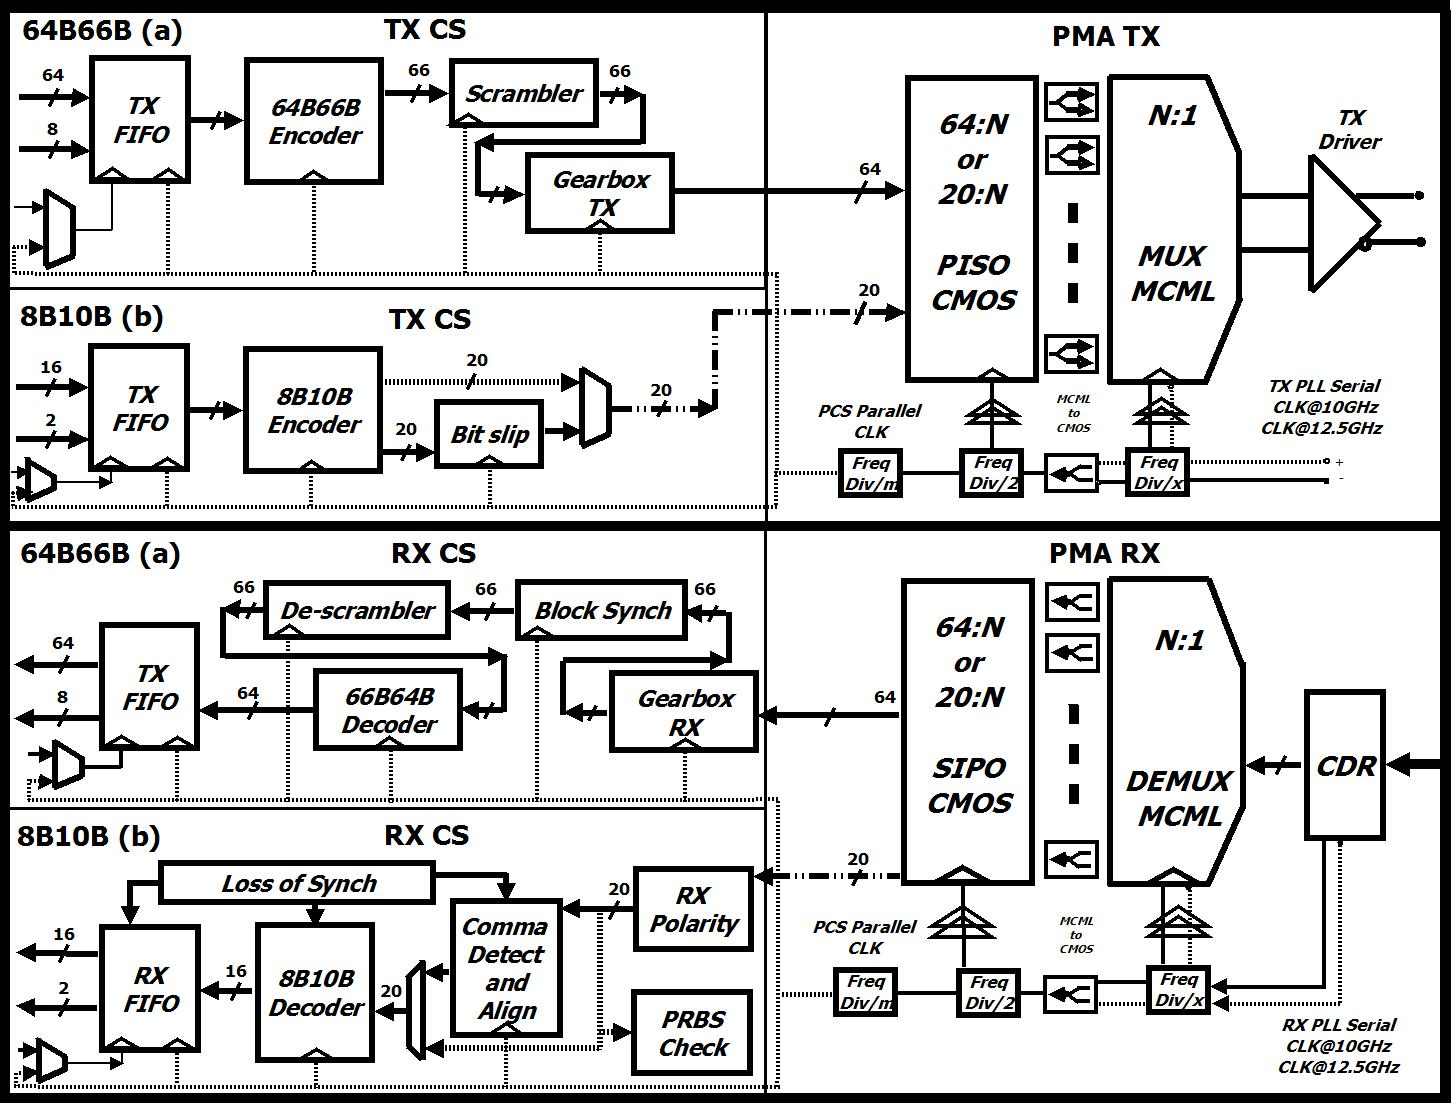 64B66B (a)
TX CS
PMA TX
64
8
TX
FIFO
64B66B
Encoder
66
Scrambler
66
Gearbox
TX
64
64:N
or
20:N
PISO
CMOS
N:1
MUX
MCML
TX
Driver
8B10B (b)
TX CS
16
2
TX
FIFO
8B10B
Encoder
20
20
Bit slip
20
20
PCS Parallel
CLK
MCML
to
CMOS
TX PLL Serial
CLK@10GHz
CLK@12.5GHz
Freq
Div/m
Freq
Div/2
Freq
Div/x
+
-
64B66B (a)
RX CS
PMA RX
66
De-scrambler
66
Block Synch
66
64
8
TX
FIFO
64
66B64B
Decoder
Gearbox
RX
64
64:N
or
20:N
SIPO
CMOS
N:1
DEMUX
MCML
CDR
8B10B (b)
RX CS
Loss of Synch
16
2
RX
FIFO
16
8B10B
Decoder
20
Comma
Detect
and
Align
20
RX
Polarity
20
PRBS
Check
PCS Parallel
CLK
MCML
to
CMOS
Freq
Div/m
Freq
Div/2
Freq
Div/x
RX PLL Serial
CLK@10GHz
CLK@12.5GHz